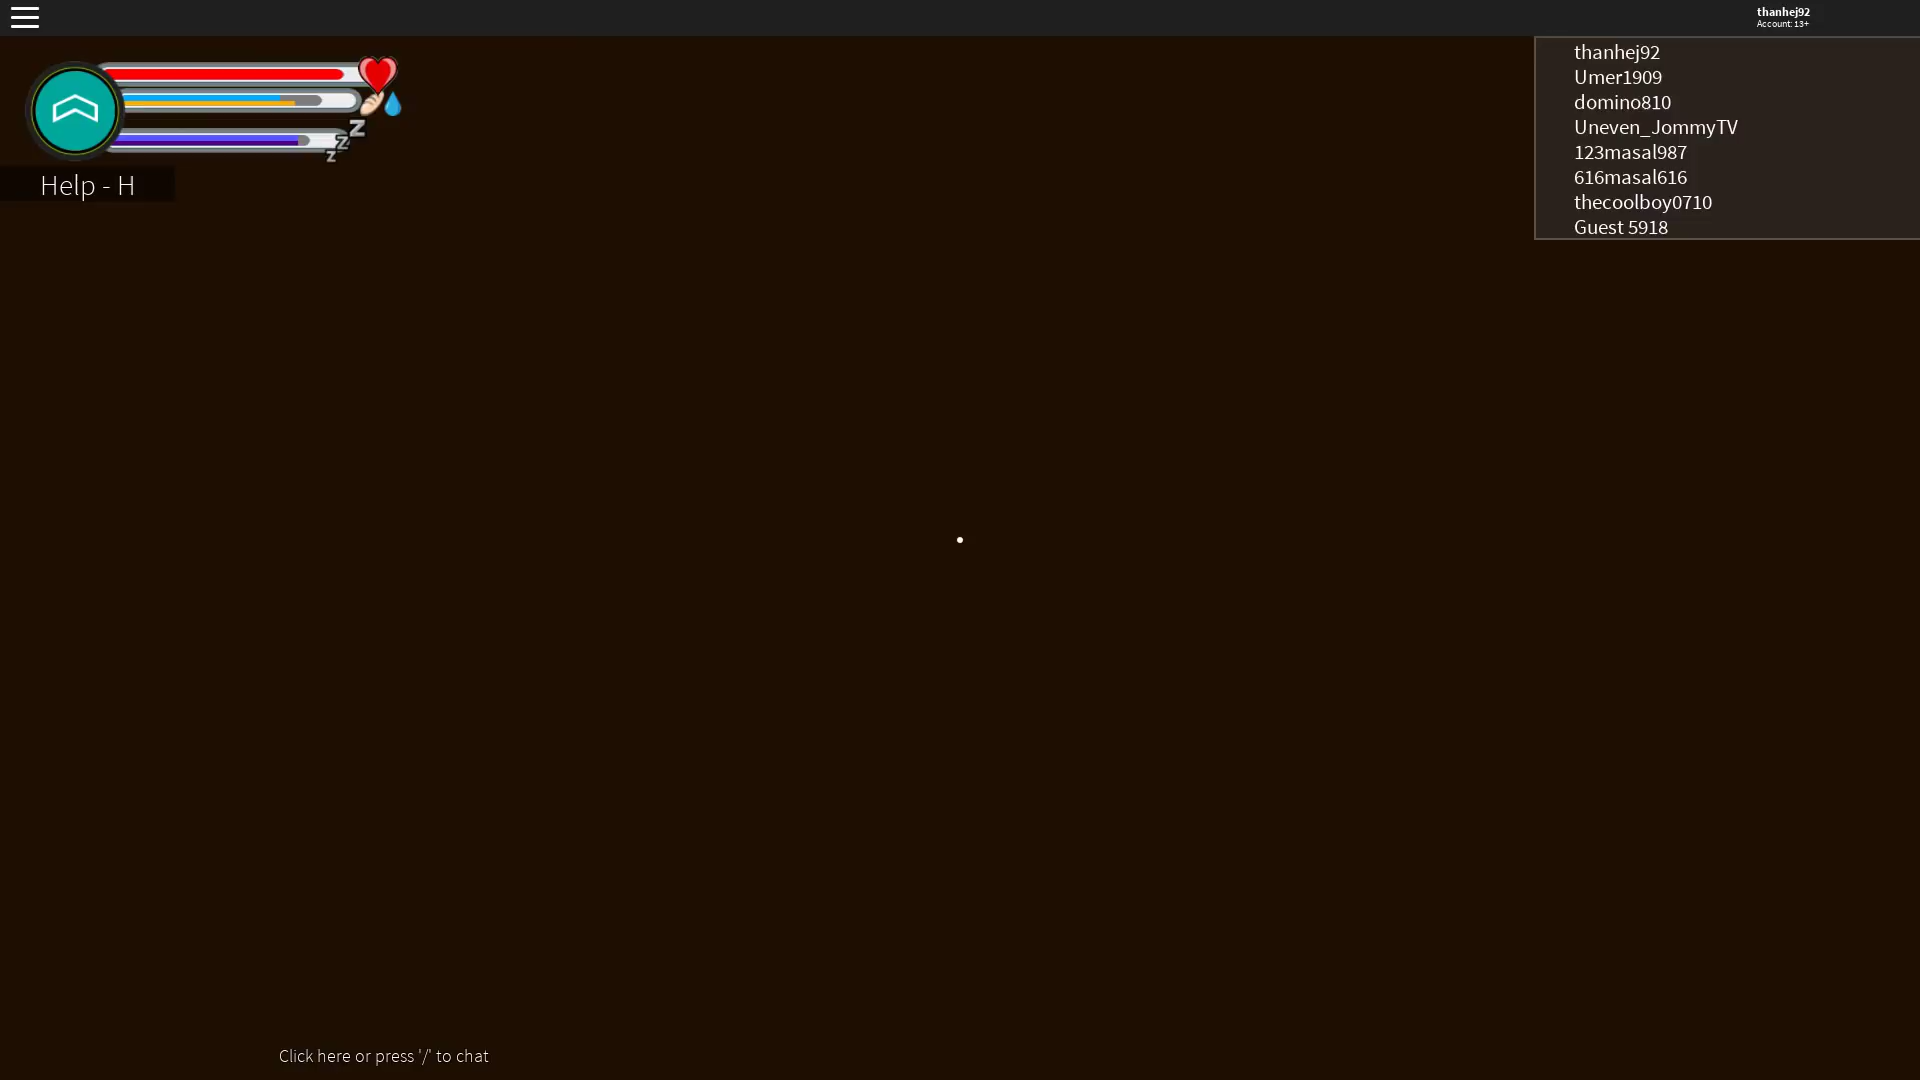 thanhej92
Account: 13+
thanhej92
Umer1909
domino810
Uneven_JommyTV
123masal987
616masal616
thecoolboy0710
Guest 5918
Z
Z
Z
Help - H
Click here or press '/' to chat